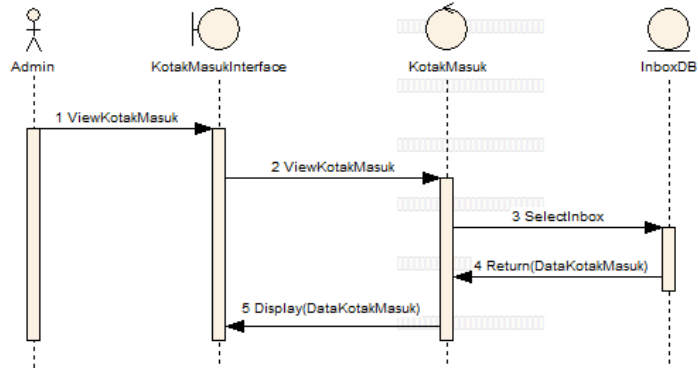 Admin
KotakMasukInterface
KotakMasuk
InboxDB
1 ViewKotakMasuk
2 ViewKotakMasuk
3 SelectInbox
4 Return(DataKotakMasuk)
5 Display(DataKotakMasuk)